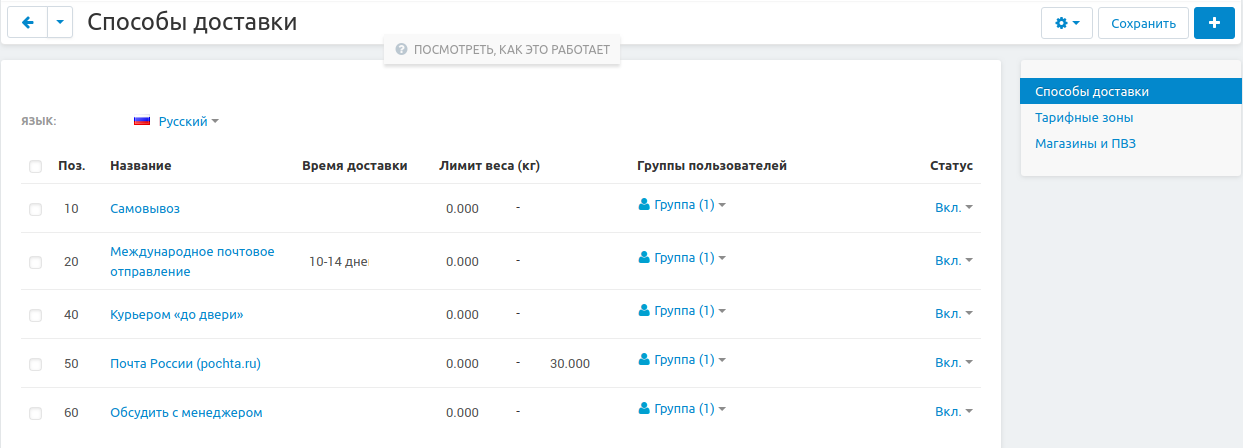 Способы доставки
Сохранить
ПОСМОТРЕТЬ, КАК ЭТО РАБОТАЕТ
ЯЗЫК: Русский
Поз. Название Время доставки Лимит веса (кг) Группы пользователей Статус
10 Самовывоз 0.000 - Группа (1) Вкл.
20 Международное почтовое
отправление 10-14 дне 0.000 - Группа (1) Вкл.
40 Курьером «до двери» 0.000 - Группа (1) Вкл.
50 Почта России (pochta.ru) 0.000 - 30.000 Группа (1) Вкл.
60 Обсудить с менеджером 0.000 - Группа (1) Вкл.
Способы доставки
Тарифные зоны
Магазины и ПВЗ